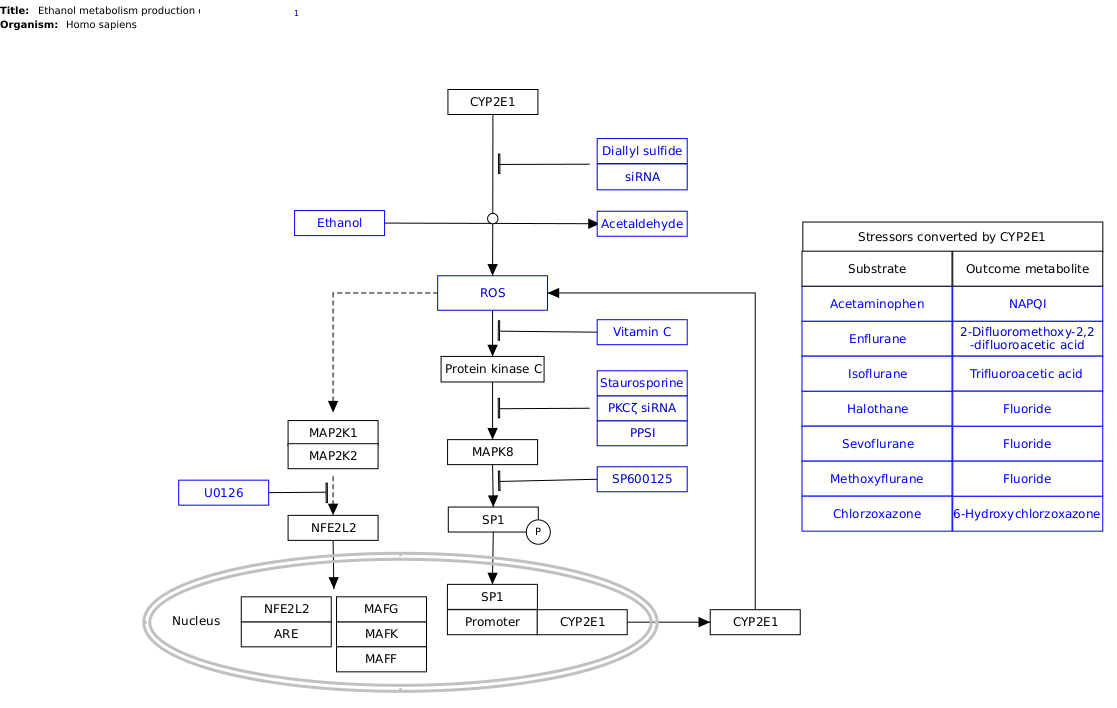 Title: Ethanol metabolism production
1
Organism: Homo sapiens
CYP2E1
Diallyl sulfide
siRNA
Ethanol
Acetaldehyde
Stressors converted by CYP2E1
Substrate Outcome metabolite
Acetaminophen NAPQI
Enflurane 2-Difluoromethoxy-2,2
-difluoroacetic acid
Isoflurane Trifluoroacetic acid
Halothane Fluoride
Sevoflurane Fluoride
Methoxyflurane Fluoride
Chlorzoxazone 6-Hydroxychlorzoxazone
ROS
Vitamin C
Protein kinase C
Staurosporine
PKCζ siRNA
PPSI
MAP2K1
MAP2K2
MAPK8
U0126
SP600125
NFE2L2
SP1
P
Nucleus
NFE2L2
ARE
MAFG
MAFK
MAFF
SP1
Promoter
CYP2E1
CYP2E1